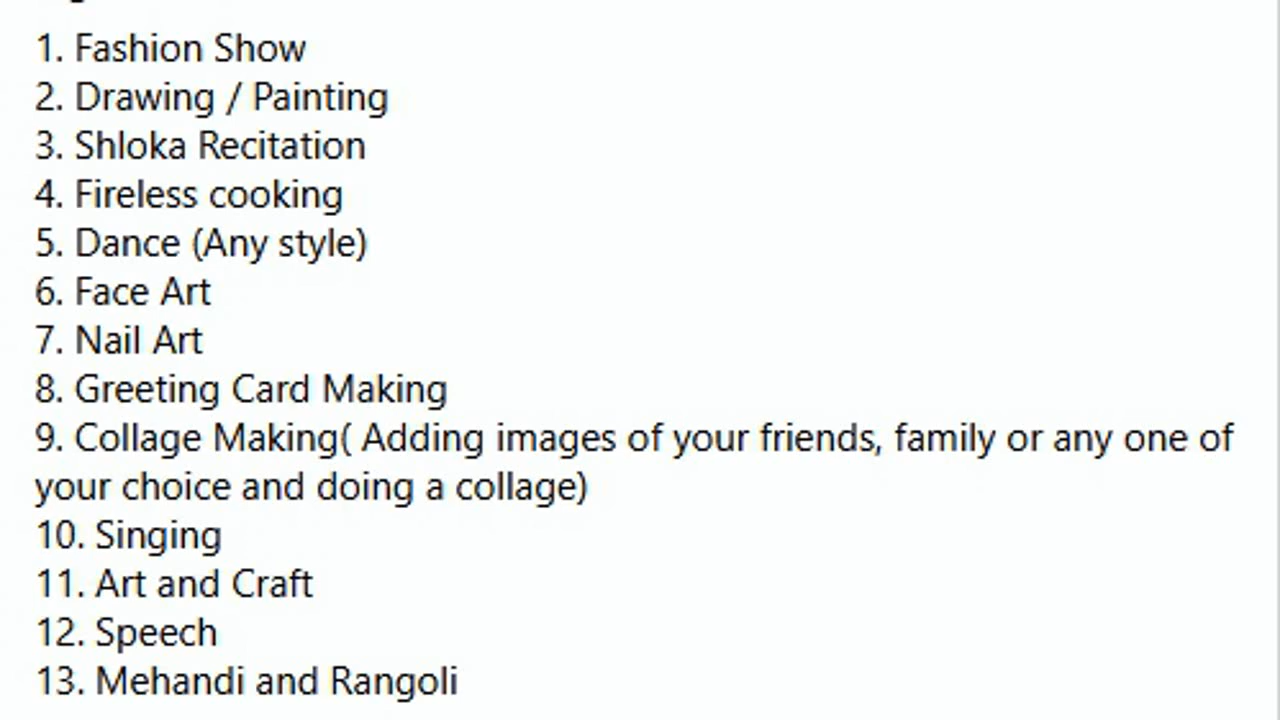 1. Fashion Show
2. Drawing / Painting
3. Shloka Recitation
4. Fireless cooking
5. Dance (Any style)
6. Face Art
7. Nail Art
8. Greeting Card Making
9. Collage Making( Adding images of your friends, family or any one of
your choice and doing a collage)
10. Singing
11. Art and Craft
12. Speech
13. Mehandi and Rangoli